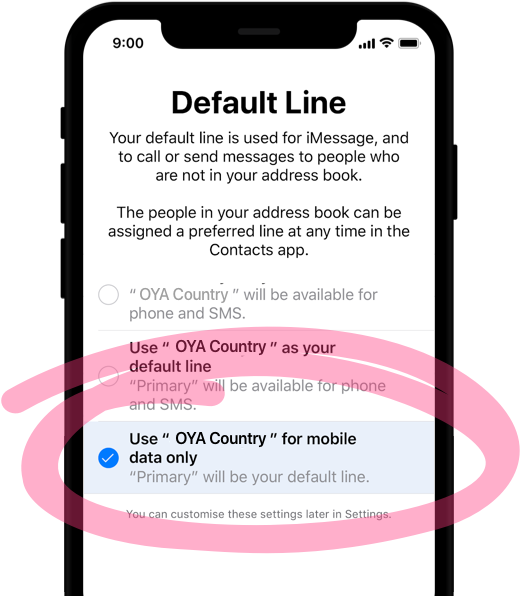 9:00
Default Line
Your default line is used for iMessage, and
to call or send messages to people who
are not in your address book.
The people in your address book can be
assigned a preferred line at any time in the
Contacts app.
“ OYA Country ” will be available for
phone and SMS.
Use “ OYA Country ” as your
default line
“Primary” will be available for phone
and SMS.
Use “ OYA Country ” for mobile
data only
“Primary” will be your default line.
You can customise these settings later in Settings.